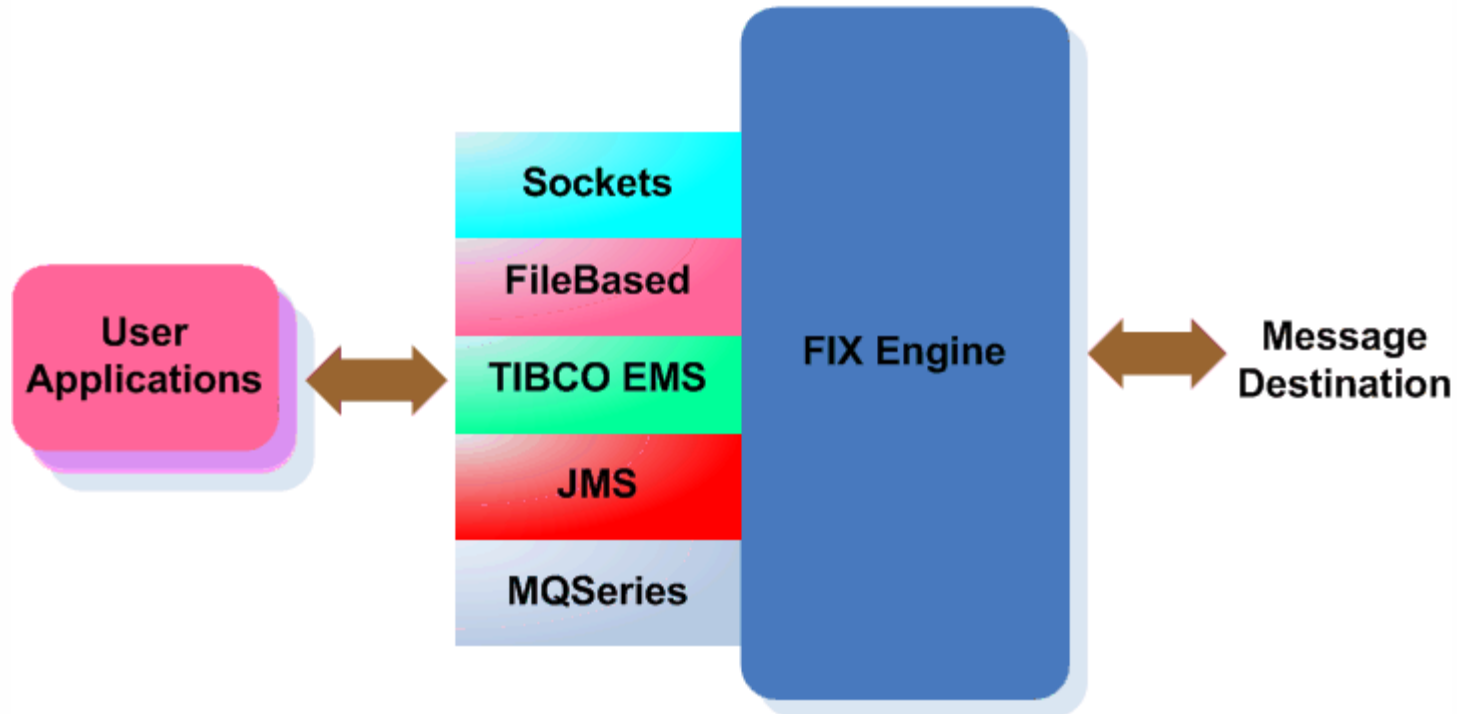 Sockets
FileBased
User
Applications
TIBCO EMS
FIX Engine
Message
Destination
JMS
MQSeries